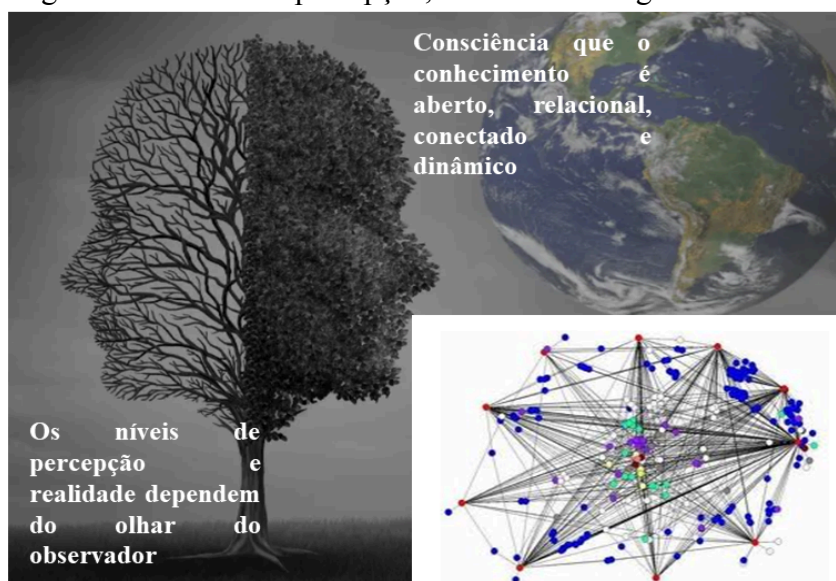 Consciência que o
conhecimento é
aberto, relacional,
conectado e
dinâmico
Os níveis de
percepção e
realidade dependem
do olhar do
observador